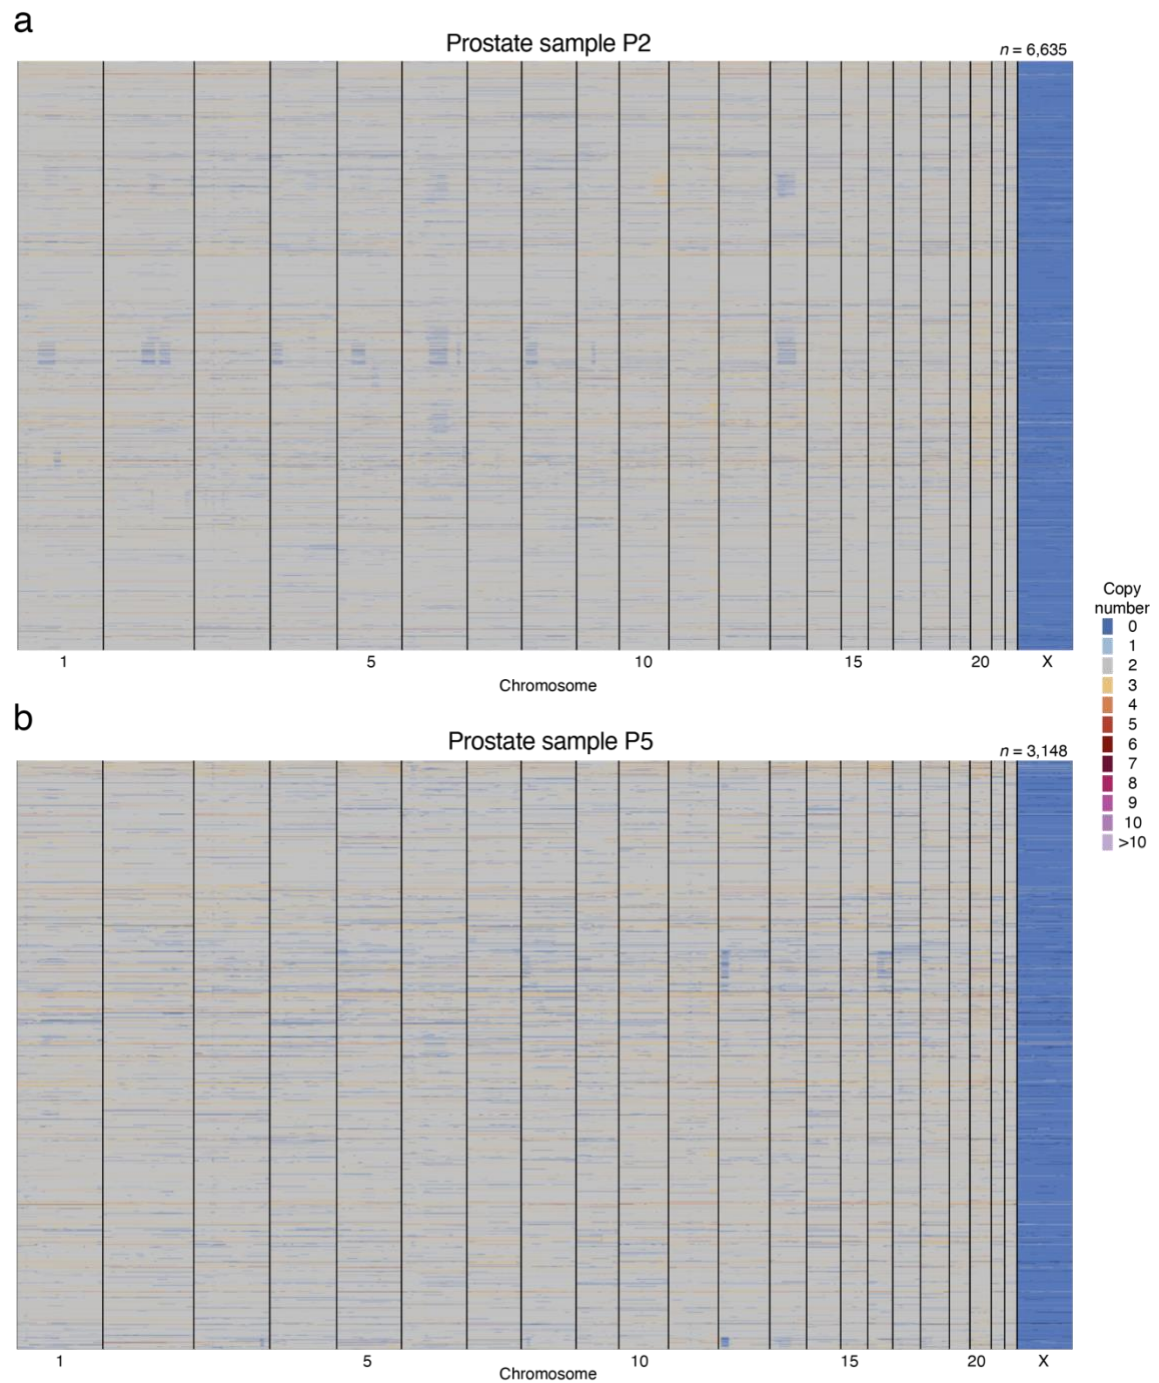 a
Prostate sample P2
n = 6,635
1 5 10 15 20 X
Chromosome
Copy
number
0
1
2
3
4
5
6
7
8
9
10
>10
b
Prostate sample P5
n = 3,148
1 5 10 15 20 X
Chromosome